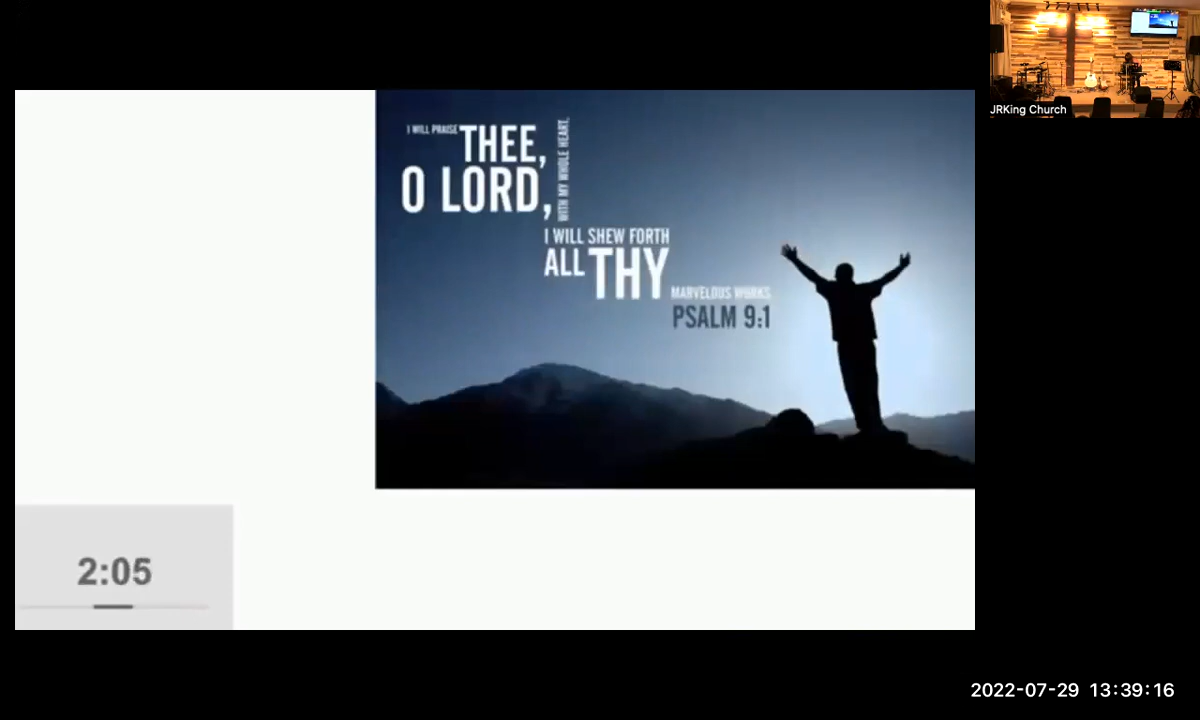 I WILL PRAISE
THEE,
O LORD,
WITH MY WHOLE HEART,
I WILL SHEW FORTH
ALL THY
MARVELOUS WORKS
PSALM 9:1
2:05
JRKing Church
2022-07-29 13:39:16